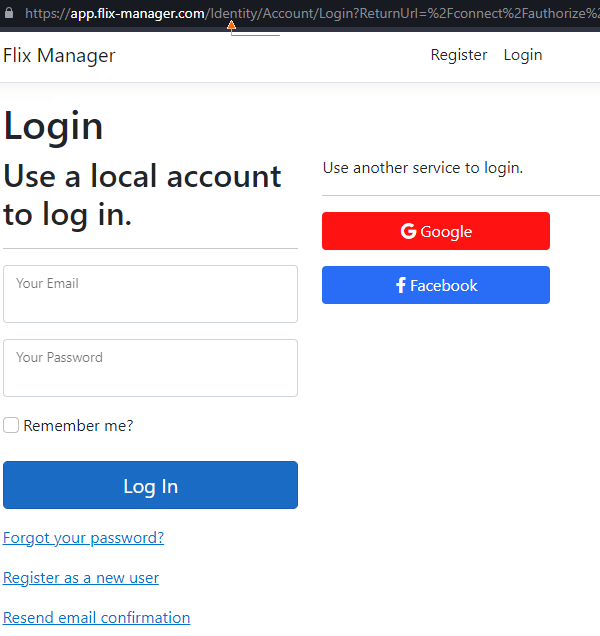 https://app.flix-manager.com/Identity/Account/Login?ReturnUrl=%2Fconnect%2Fauthorize%2
Flix Manager
Register
Login
Login
Use a local account
to log in.
Your Email
Your Password
Remember me?
Log In
Forgot your password?
Register as a new user
Resend email confirmation
Use another service to login.
Google
Facebook